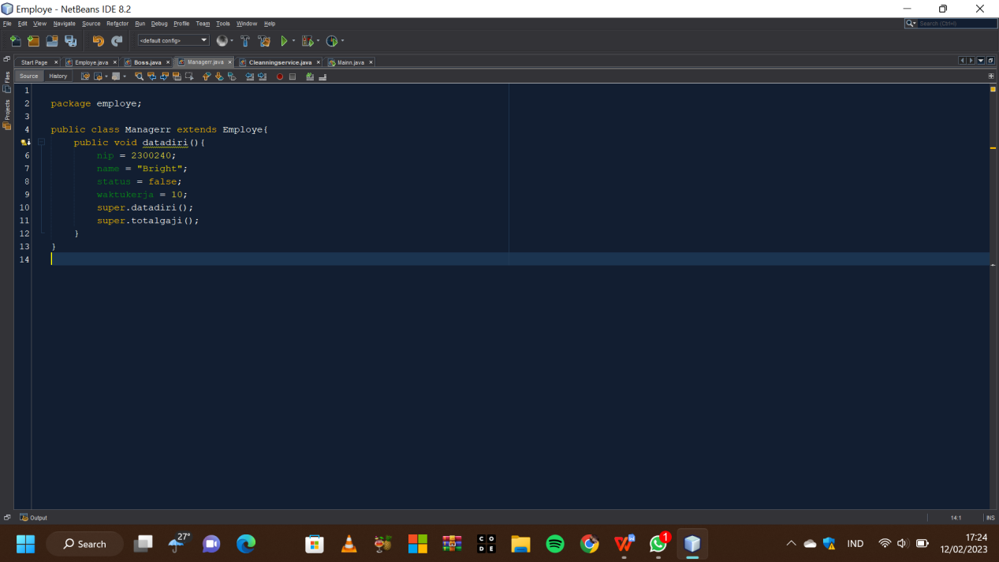 Employe - NetBeans IDE 8.2
File Edit View Navigate Source Refactor Run Debug Profile Team Tools Window Help
Search (Ctrl+I)
<default config>
Start Page Employe.java Boss.java Managerr.java Cleanningservice.java Mainn.java
Source History
Files
Projects
1
2 package employe;
3
4 public class Managerr extends Employe{
public void datadiri(){
6 nip = 2300240;
7 name = "Bright";
8 status = false;
9 waktukerja = 10;
10 super.datadiri();
11 super.totalgaji();
12 }
13 }
14
Output
14:1 INS
Search
27°
CODE
1
IND
17:24
12/02/2023